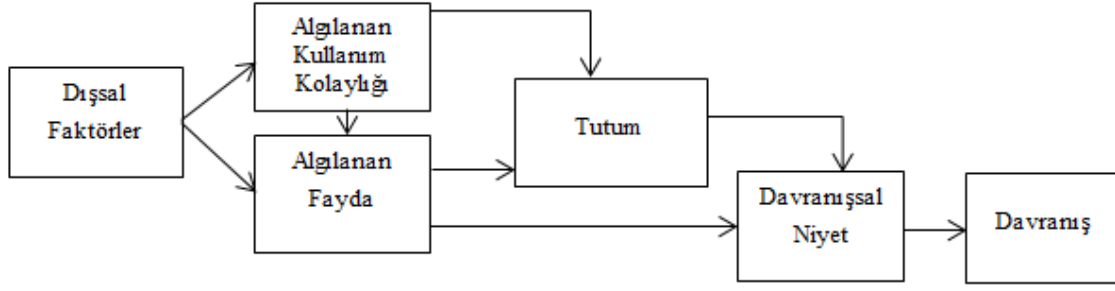 Dışsal
Faktörler
Algılanan
Kullanım
Kolaylığı
Algılanan
Fayda
Tutum
Davranışsal
Niyet
Davranış